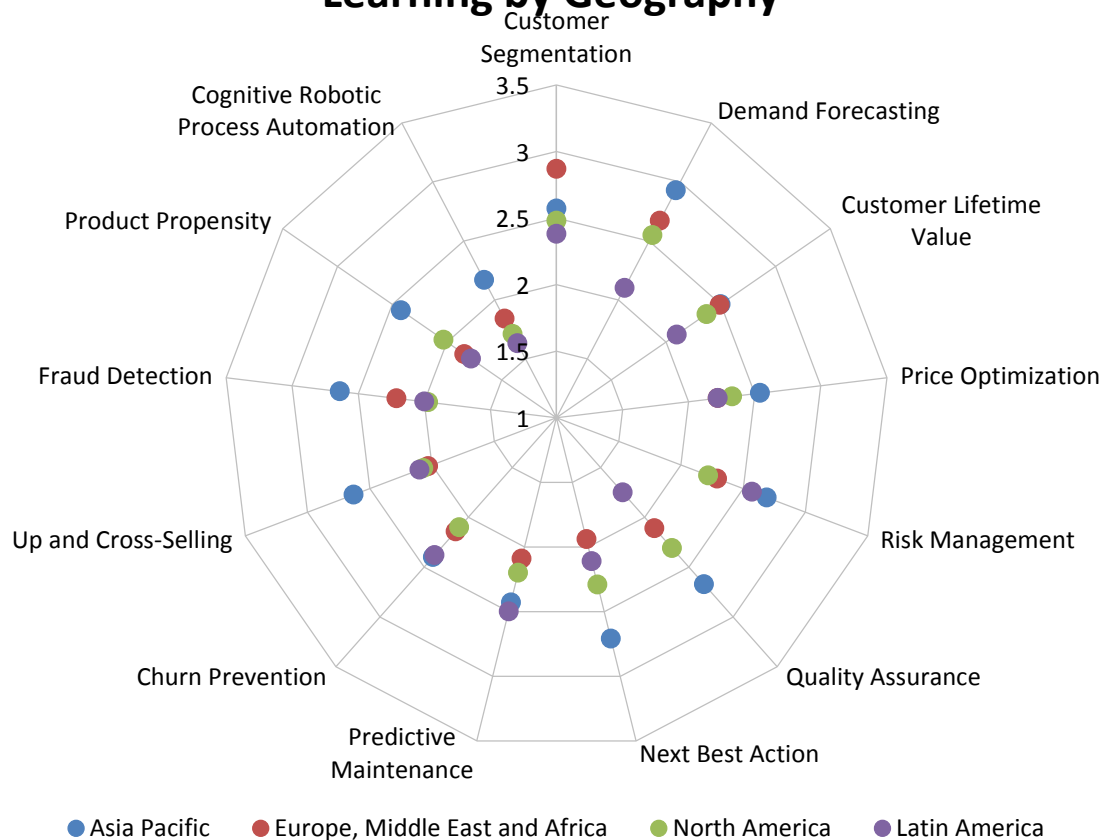 Learning by Geography
Customer
Segmentation
3.5
Cognitive Robotic
Process Automation
Demand Forecasting
3
Product Propensity
Customer Lifetime
Value
2.5
2
1.5
Fraud Detection
Price Optimization
1
Up and Cross-Selling
Risk Management
Churn Prevention
Quality Assurance
Predictive
Maintenance
Next Best Action
Asia Pacific Europe, Middle East and Africa North America Latin America